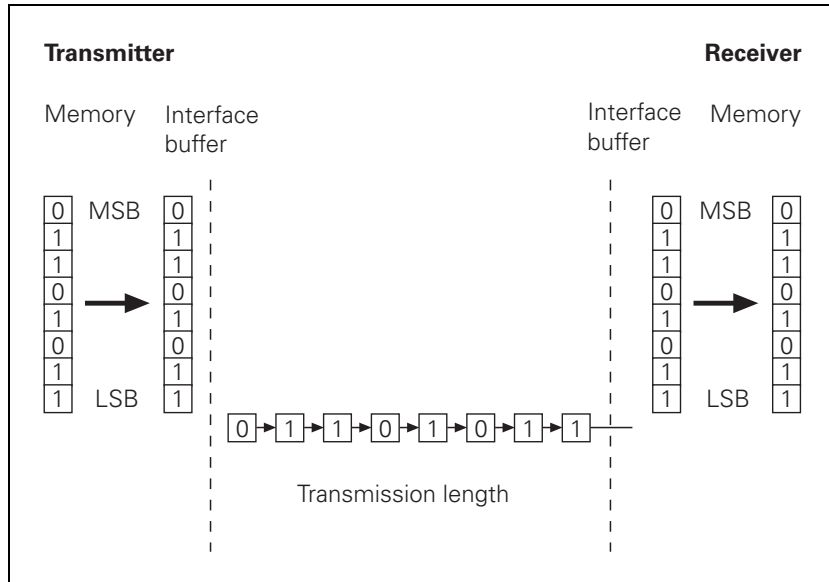 Transmitter Receiver
Memory Interface buffer Interface buffer Memory
0 MSB 0 0 MSB 0
1 1 1 1
1 1 1 1
0 0 0 0
1 1 1 1
0 0 0 0
1 1 1 1
1 LSB 1 1 LSB 1
0 1 1 0 1 0 1 1
Transmission length